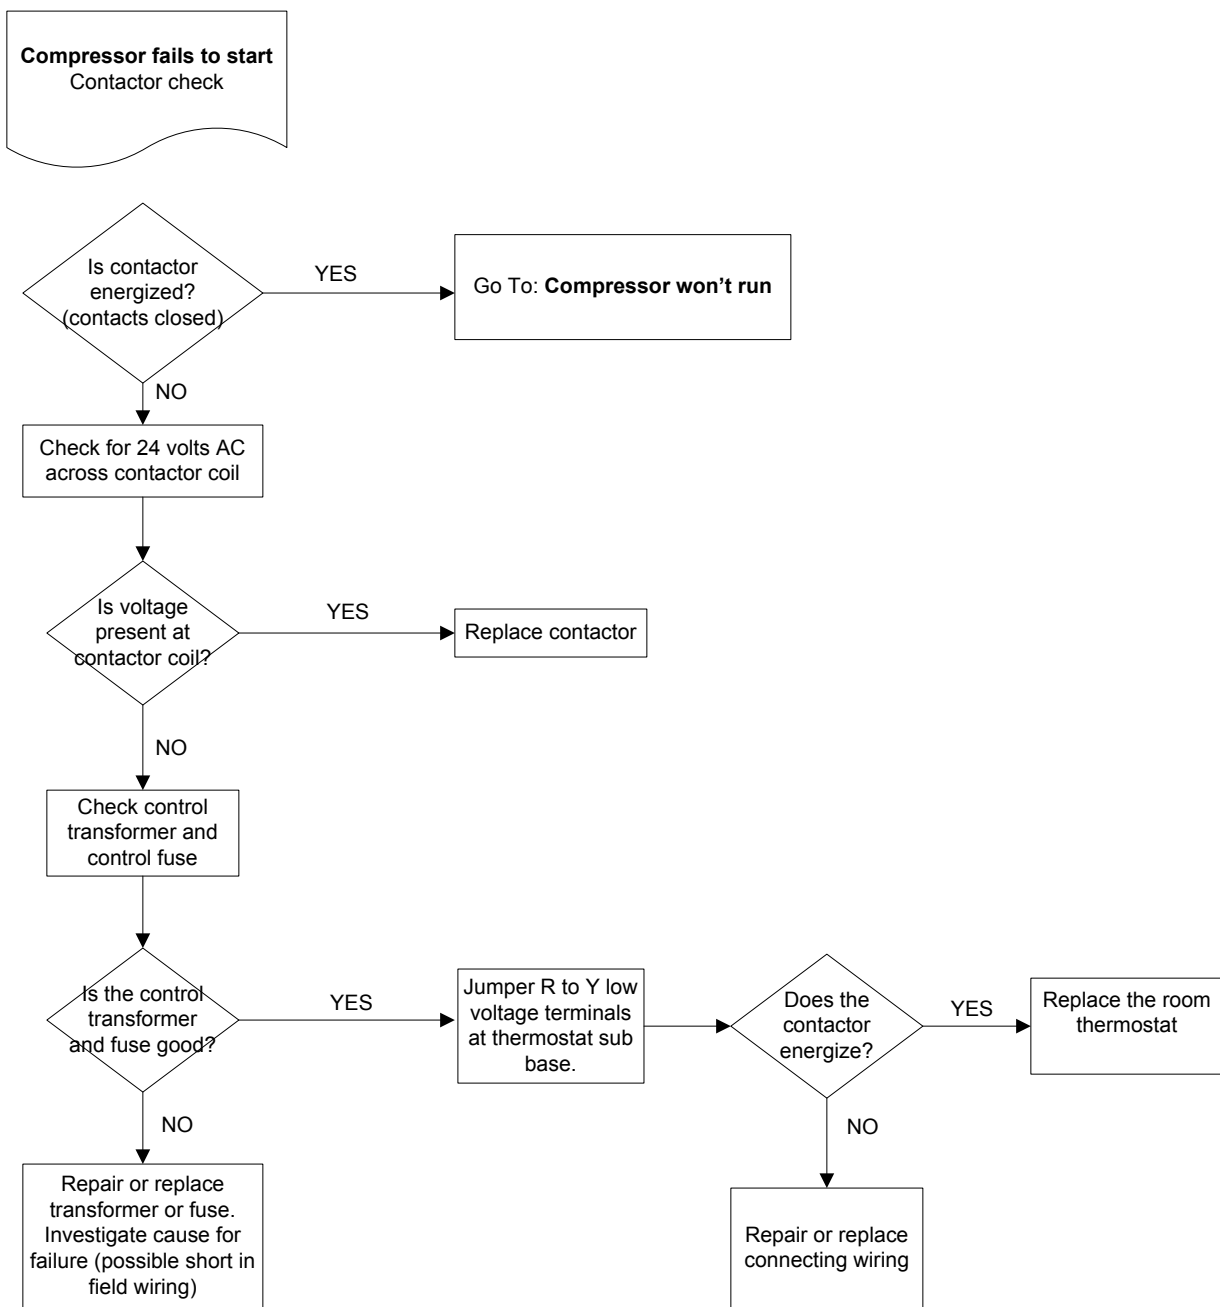 Compressor fails to start
Contactor check
Is contactor
energized?
(contacts closed)
YES
Go To: Compressor won’t run
NO
Check for 24 volts AC
across contactor coil
Is voltage
present at
contactor coil?
YES
Replace contactor
NO
Check control
transformer and
control fuse
Is the control
transformer
and fuse good?
YES
Jumper R to Y low
voltage terminals
at thermostat sub
base.
Does the
contactor
energize?
YES
Replace the room
thermostat
NO
Repair or replace
transformer or fuse.
Investigate cause for
failure (possible short in
field wiring)
NO
Repair or replace
connecting wiring